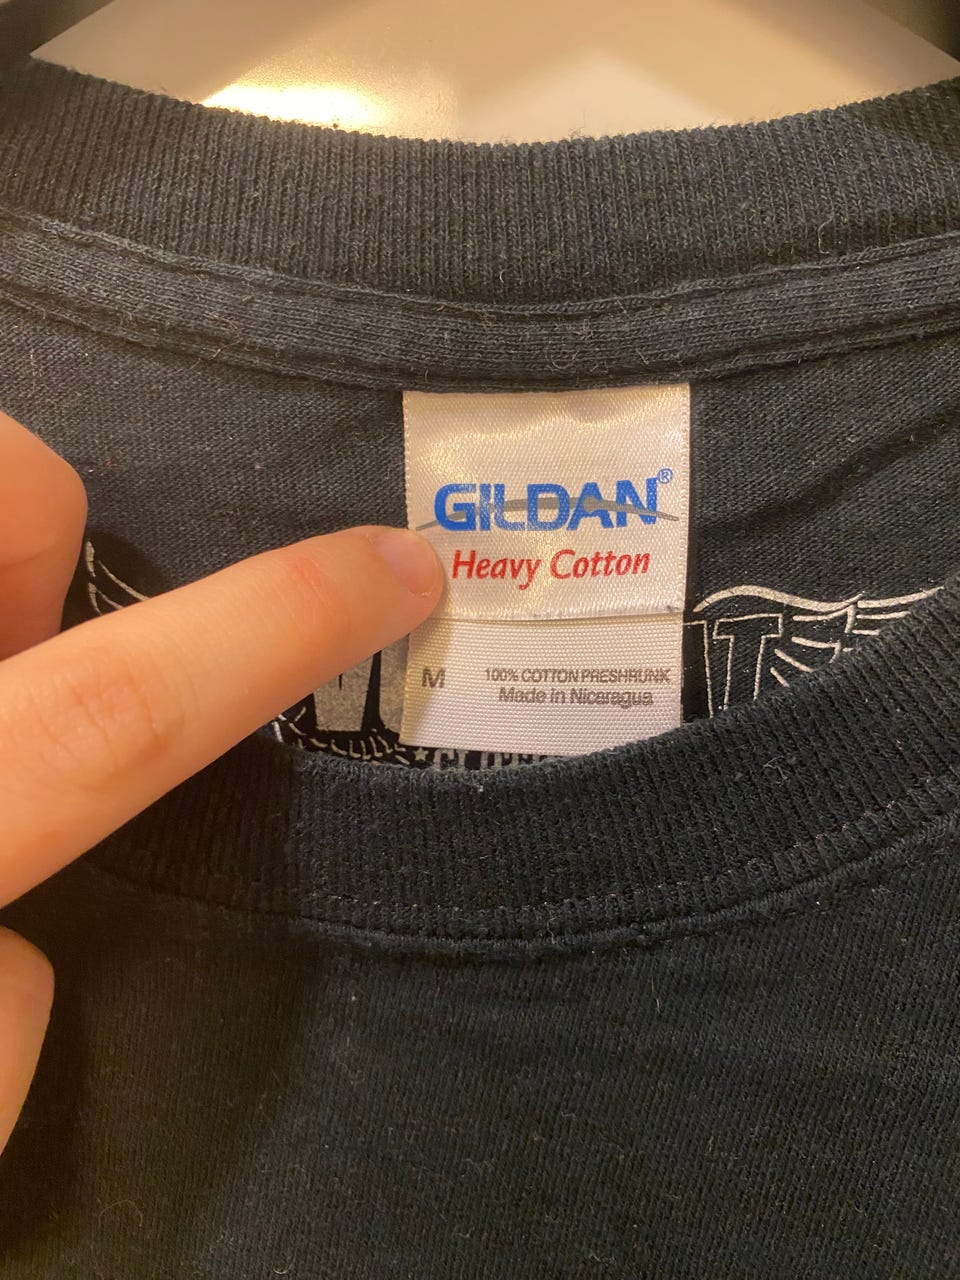 GILDAN®
Heavy Cotton
M 100% COTTON PRESHRUNK
Made in Nicaragua
T